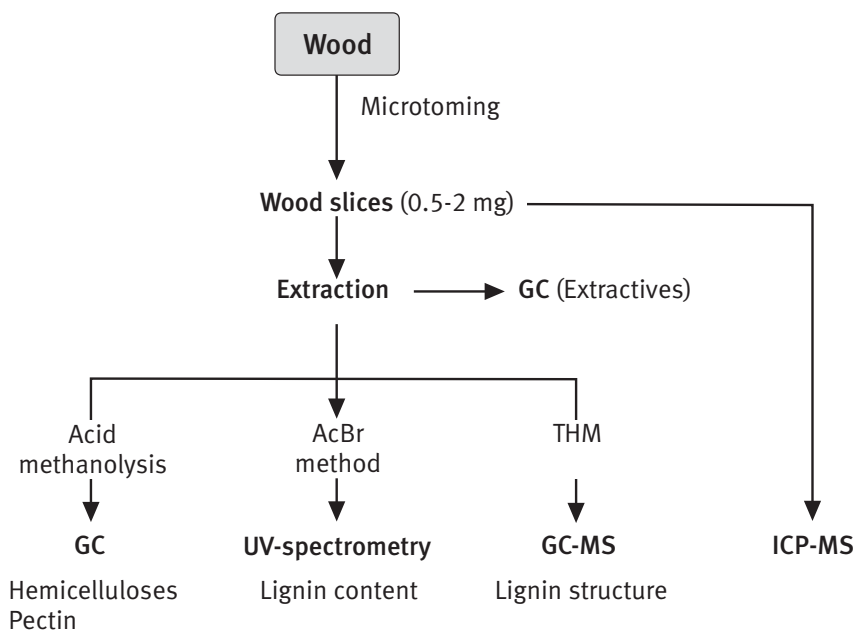 Wood
Microtoming
Wood slices (0.5-2 mg)
Extraction
GC (Extractives)
Acid
methanolysis
AcBr
method
THM
GC
UV-spectrometry
GC-MS
ICP-MS
Hemicelluloses
Pectin
Lignin content
Lignin structure